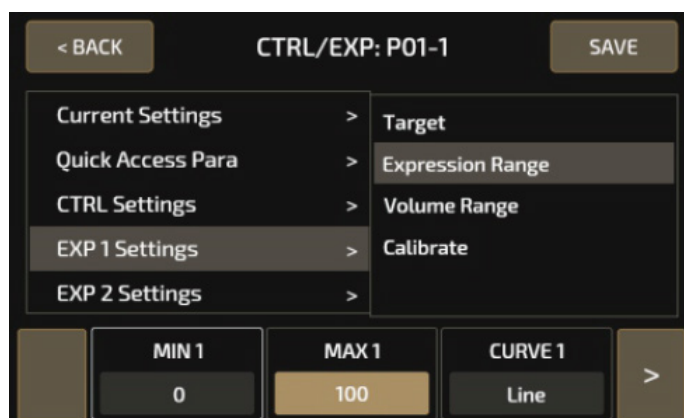 < BACK CTRL/EXP: P01-1 SAVE
Current Settings >
Quick Access Para >
CTRL Settings >
EXP 1 Settings >
EXP 2 Settings >
Target
Expression Range
Volume Range
Calibrate
MIN 1 MAX 1 CURVE 1
0 100 Line >